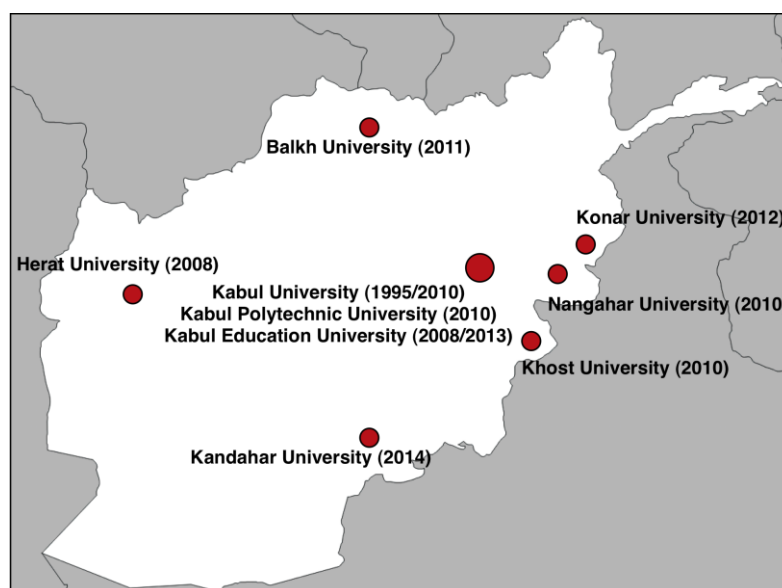 Balkh University (2011)
Konar University (2012)
Herat University (2008)
Kabul University (1995/2010)
Nangahar University (2010
Kabul Polytechnic University (2010)
Kabul Education University (2008/2013)
Khost University (2010)
Kandahar University (2014)